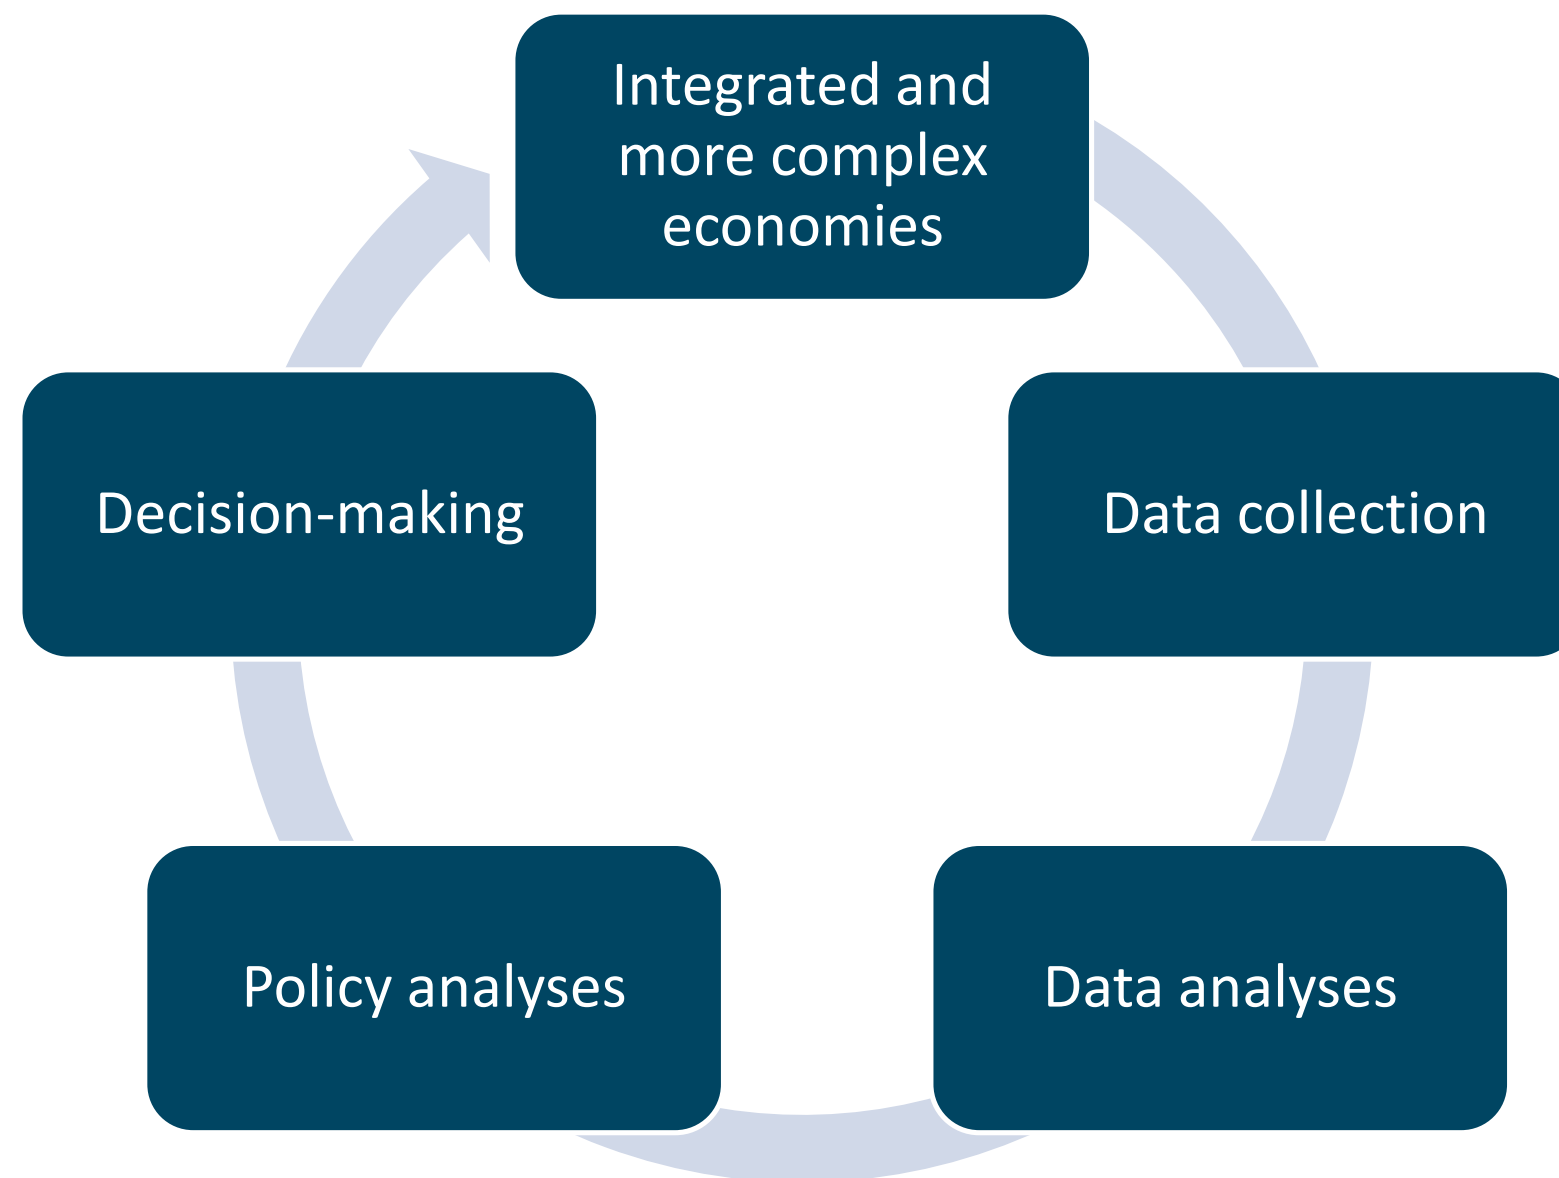 Integrated and
more complex
economies
Data collection
Data analyses
Policy analyses
Decision-making